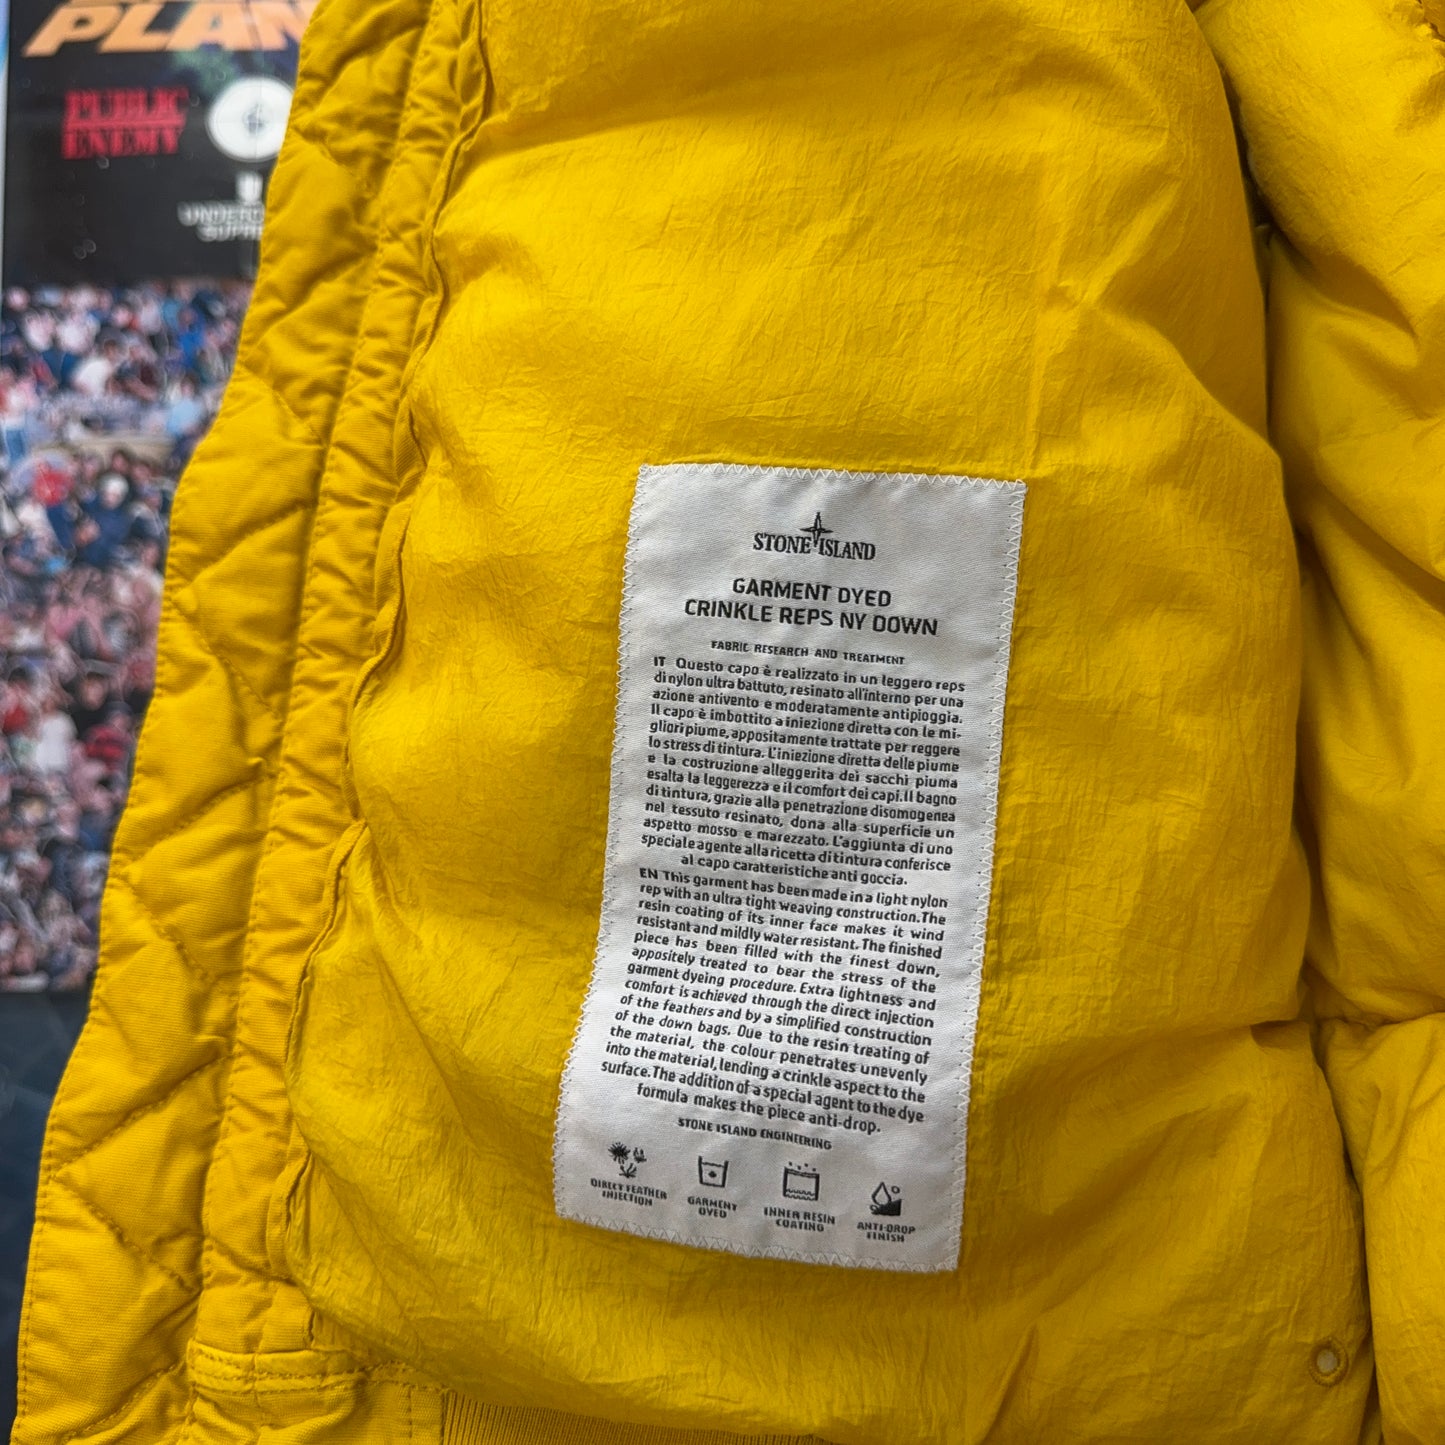 PLAN
PUBLIC
ENEMY
STONE ISLAND
GARMENT DYED
CRINKLE REPS NY DOWN
FABRIC RESEARCH AND TREATMENT
IT Questo capo è realizzato in un leggero reps
di nylon ultra battuto, resinato all'interno per una
azione antivento e moderatamente antipioggia.
Il capo è imbottito a iniezione diretta con le mi-
gliori piume, appositamente trattate per reggere
lo stress di tintura. L'iniezione diretta delle piume
e la costruzione alleggerita dei sacchi piuma
esalta la leggerezza e il comfort dei capi. Il bagno
di tintura, grazie alla penetrazione disomogenea
nel tessuto resinato, dona alla superficie un
aspetto mosso e marezzato. L'aggiunta di uno
speciale agente alla ricetta di tintura conferisce
al capo caratteristiche anti goccia.
EN This garment has been made in a light nylon
rep with an ultra tight weaving construction. The
resin coating of its inner face makes it wind
resistant and mildly water resistant. The finished
piece has been filled with the finest down,
appositely treated to bear the stress of the
garment dyeing procedure. Extra lightness and
comfort is achieved through the direct injection
of the feathers and by a simplified construction
of the down bags. Due to the resin treating of
the material, the colour penetrates unevenly
into the material, lending a crinkle aspect to the
surface. The addition of a special agent to the dye
formula makes the piece anti-drop.
STONE ISLAND ENGINEERING
DIRECT FEATHER
INJECTION
GARMENT
DYED
INNER RESIN
COATING
ANTI-DROP
FINISH